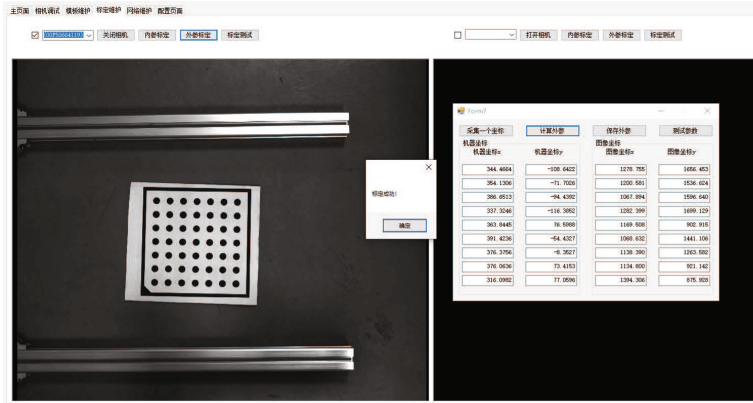 主页面 相机调试 模板维护 标定维护 网络维护 配置页面
关闭相机 内参标定 外参标定 标定测试
打开相机 内参标定 外参标定 标定测试
Form7
采集一个坐标 计算外参 保存外参 测试参数
机器坐标 图像坐标
机器坐标x 机器坐标y 图像坐标x 图像坐标y
344.4664 -108.6422 1278.755 1656.453
354.1306 -71.7026 1200.581 1536.624
386.6513 -94.4392 1067.894 1596.640
337.3246 -116.3852 1282.399 1699.129
363.8445 76.5988 1169.508 902.915
391.4236 -54.4327 1068.632 1441.106
376.3756 -8.3527 1138.390 1263.582
376.0636 73.4153 1134.800 921.142
316.0982 77.0596 1394.306 875.928
标定成功!
确定